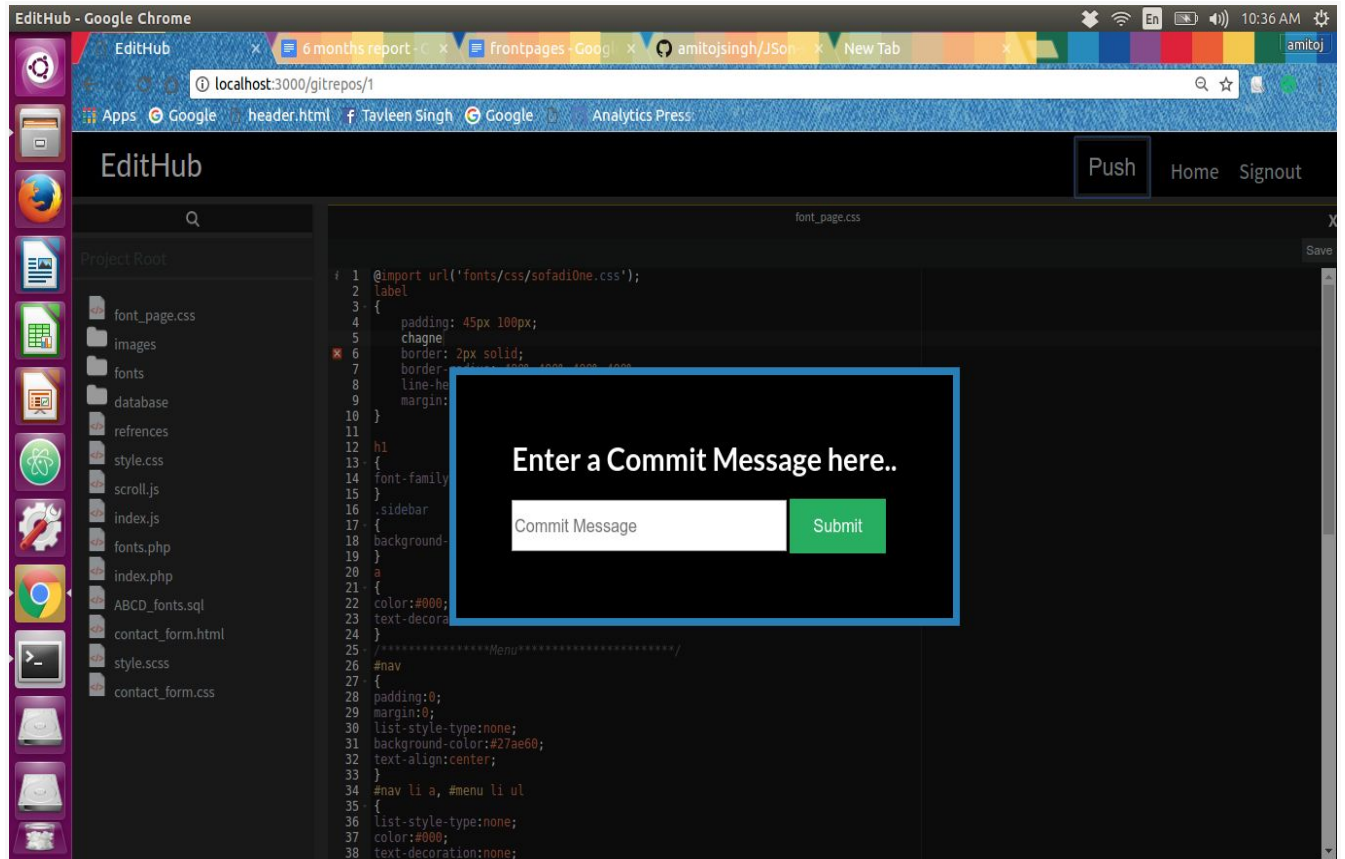 EditHub - Google Chrome
En
10:36 AM
EditHub
6 months report - G
frontpages - Googl
amitojsingh/JSon
New Tab
amitoj
localhost:3000/gitrepos/1
Apps
Google
header.html
Tavleen Singh
Google
Analytics Press:
EditHub
Push
Home
Signout
font_page.css
X
Project Root
Save
font_page.css
images
fonts
database
refrences
style.css
scroll.js
index.js
fonts.php
index.php
ABCD_fonts.sql
contact_form.html
style.scss
contact_form.css
i 1 @import url('fonts/css/sofadiOne.css');
2 label
3 {
4 padding: 45px 100px;
5 chagne
6 border: 2px solid;
7 border-
8 line-he
9 margin:
10 }
11
12 h1
13 {
14 font-family
15 }
16 .sidebar
17 {
18 background-
19 }
20 a
21 {
22 color:#000;
23 text-decora
24 }
25 /****************Menu***********************/
26 #nav
27 {
28 padding:0;
29 margin:0;
30 list-style-type:none;
31 background-color:#27ae60;
32 text-align:center;
33 }
34 #nav li a, #menu li ul
35 {
36 list-style-type:none;
37 color:#000;
38 text-decoration:none;
Enter a Commit Message here..
Commit Message
Submit